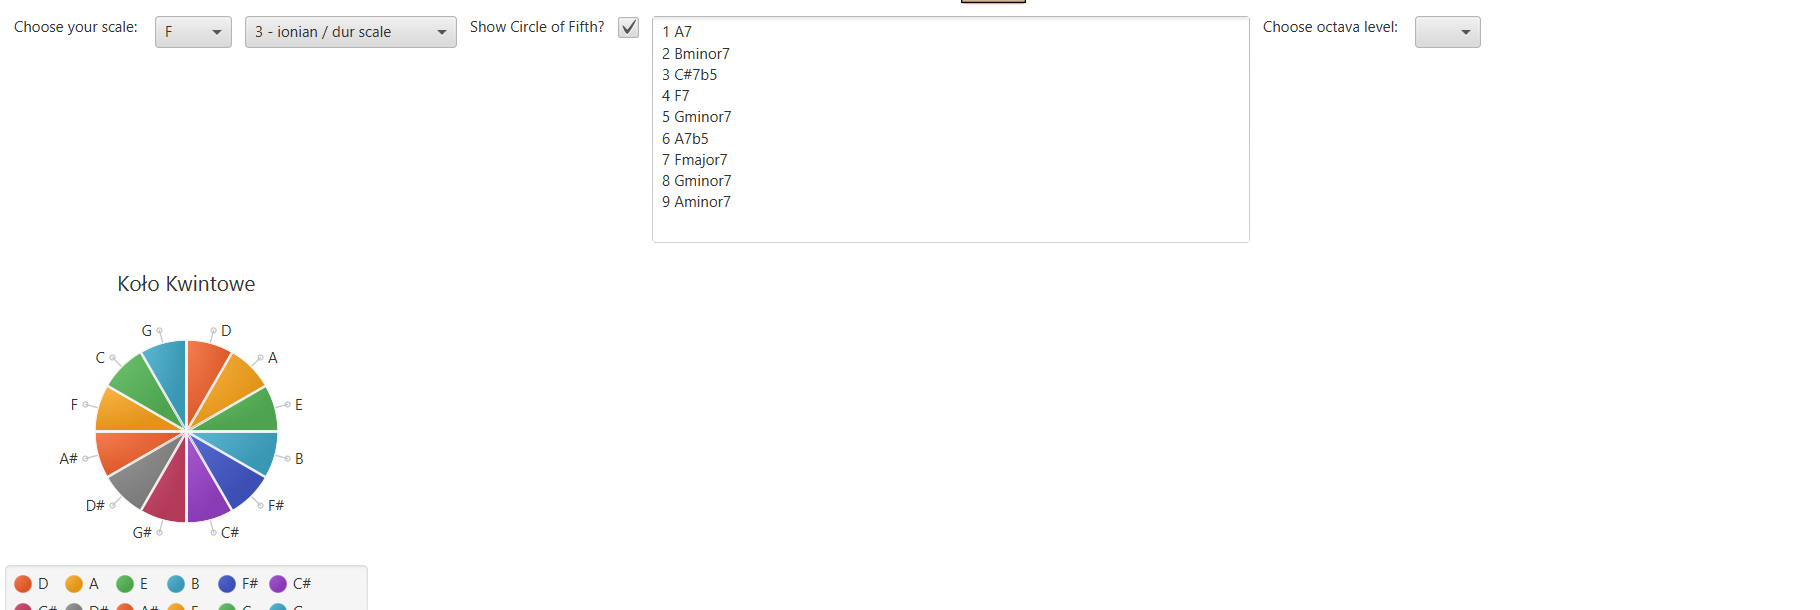 Choose your scale: F 3 - ionian / dur scale Show Circle of Fifth? Choose octava level:
1 A7
2 Bminor7
3 C#7b5
4 F7
5 Gminor7
6 A7b5
7 Fmajor7
8 Gminor7
9 Aminor7
Koło Kwintowe
G D
C A
F E
A# B
D# F#
G# C#
D A E B F# C#
G# D# A# F C G